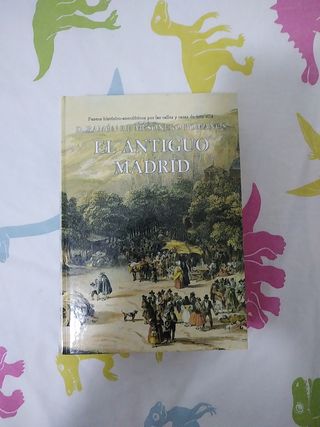 Paseos histórico-anecdóticos por las calles y casas de esta villa
D. RAMÓN DE MESONERO ROMANOS
EL ANTIGUO
MADRID